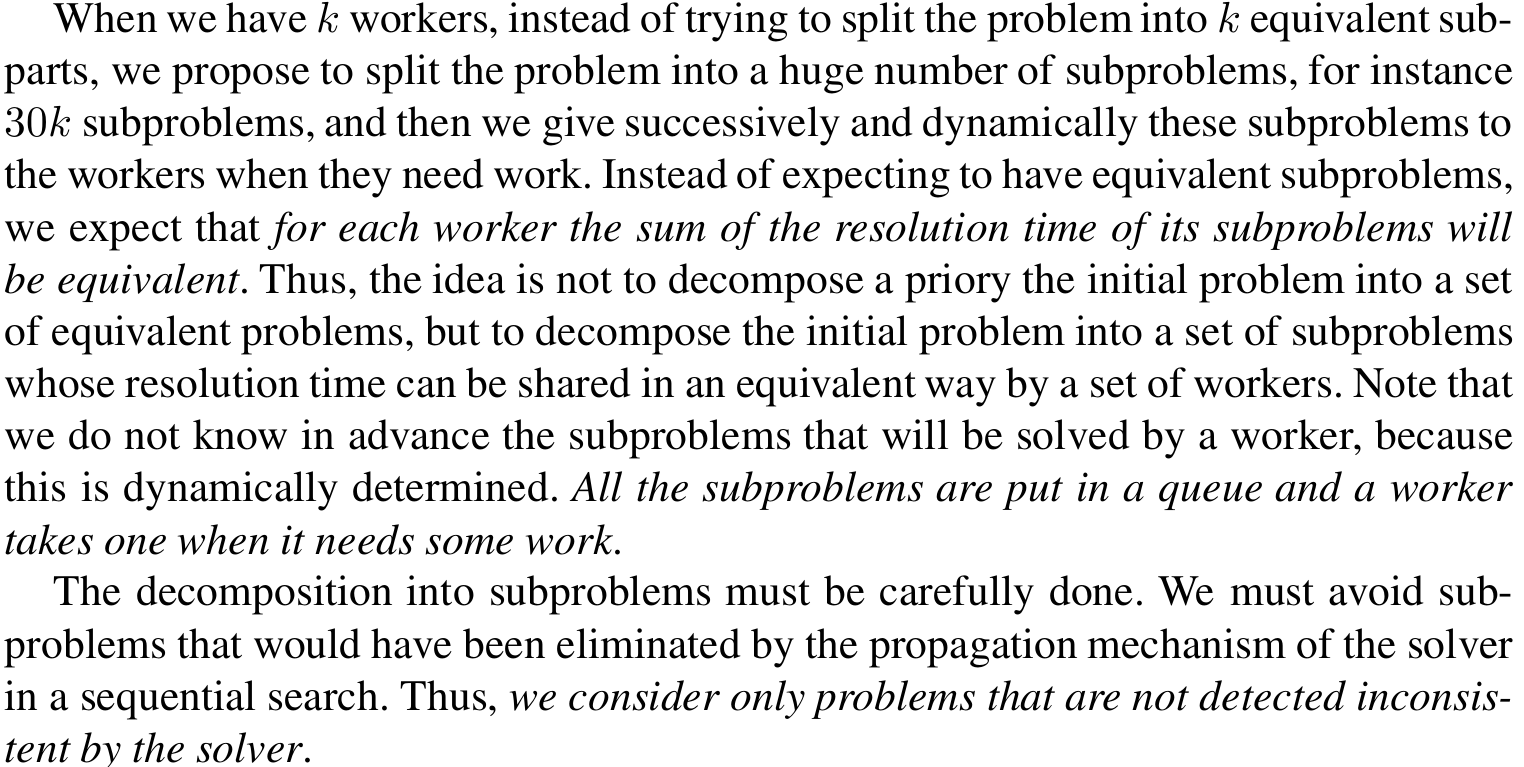 When we have k workers, instead of trying to split the problem into k equivalent sub-
parts, we propose to split the problem into a huge number of subproblems, for instance
30k subproblems, and then we give successively and dynamically these subproblems to
the workers when they need work. Instead of expecting to have equivalent subproblems,
we expect that for each worker the sum of the resolution time of its subproblems will
be equivalent. Thus, the idea is not to decompose a priory the initial problem into a set
of equivalent problems, but to decompose the initial problem into a set of subproblems
whose resolution time can be shared in an equivalent way by a set of workers. Note that
we do not know in advance the subproblems that will be solved by a worker, because
this is dynamically determined. All the subproblems are put in a queue and a worker
takes one when it needs some work.
The decomposition into subproblems must be carefully done. We must avoid sub-
problems that would have been eliminated by the propagation mechanism of the solver
in a sequential search. Thus, we consider only problems that are not detected inconsis-
tent by the solver.